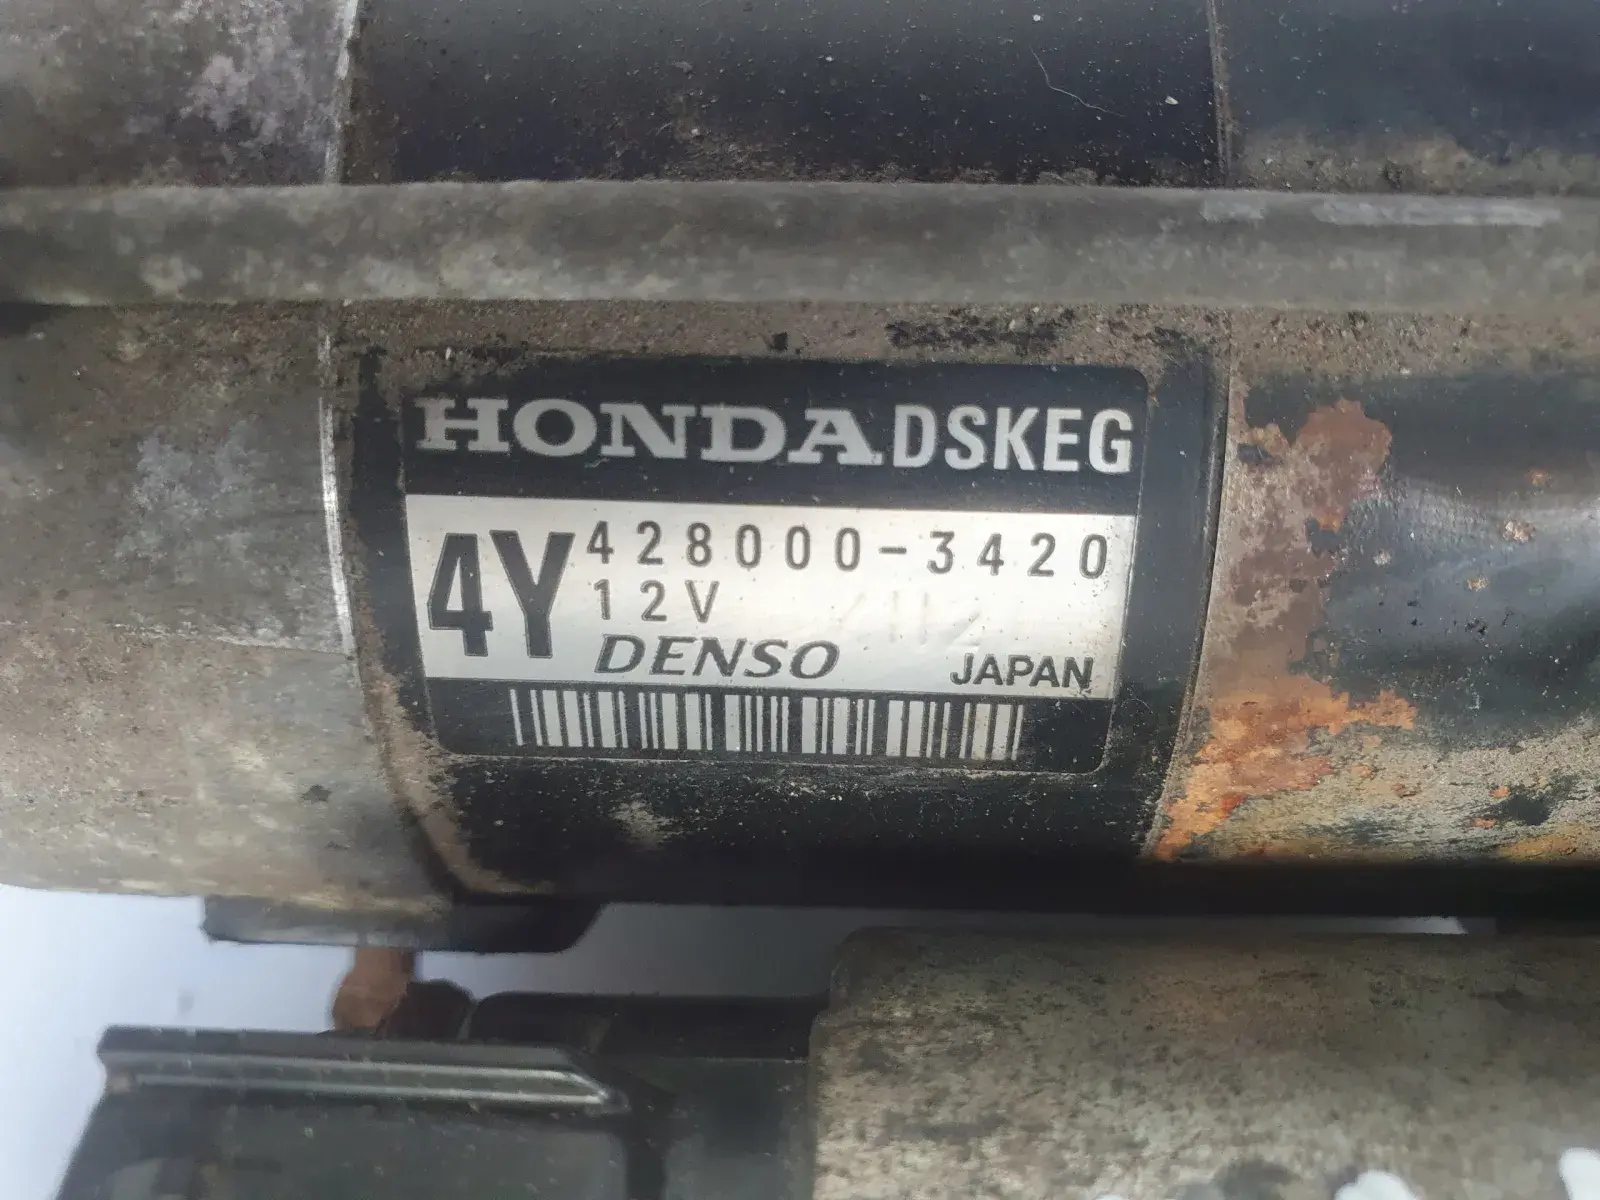 HONDA DSKEG
4Y 428000-3420
12V
DENSO JAPAN